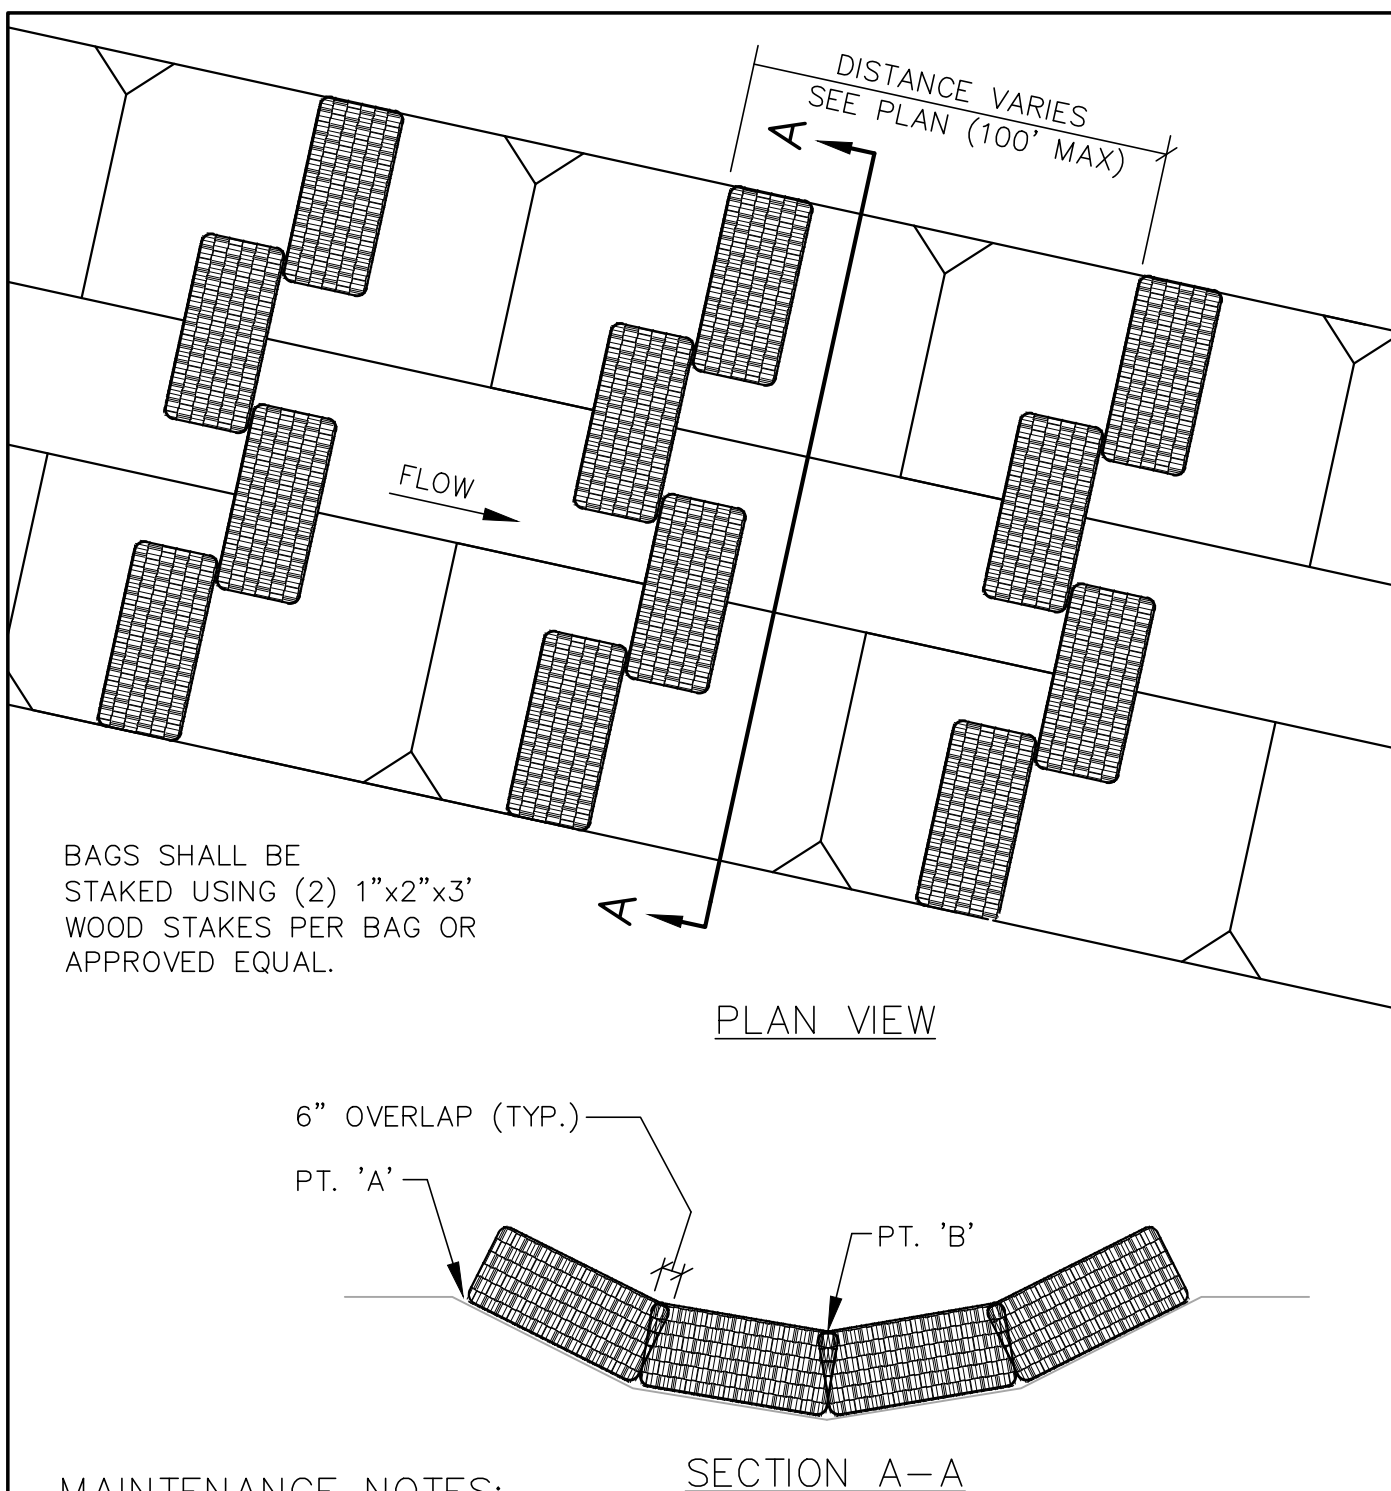 DISTANCE VARIES
SEE PLAN (100' MAX)
A
FLOW
BAGS SHALL BE
STAKED USING (2) 1"x2"x3'
WOOD STAKES PER BAG OR
APPROVED EQUAL.
A
PLAN VIEW
6" OVERLAP (TYP.)
PT. 'A'
PT. 'B'
SECTION A-A
MAINTENANCE NOTES: